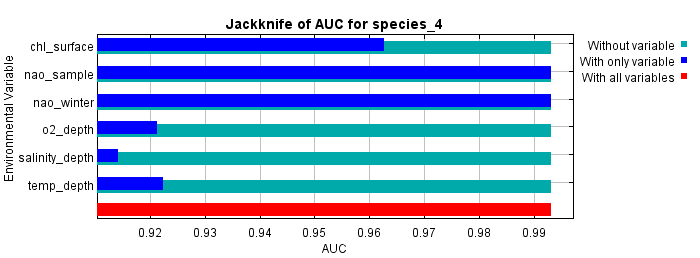 Jackknife of AUC for species_4
Environmental Variable
chl_surface
nao_sample
nao_winter
o2_depth
salinity_depth
temp_depth
0.92 0.93 0.94 0.95 0.96 0.97 0.98 0.99
AUC
Without variable
With only variable
With all variables